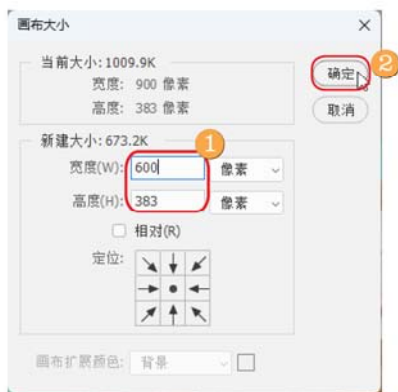 画布大小
当前大小: 1009.9K
宽度: 900 像素
高度: 383 像素
新建大小: 673.2K
宽度(W): 600 像素
高度(H): 383 像素
相对(R)
定位:
画布扩展颜色: 背景
确定
取消
1
2